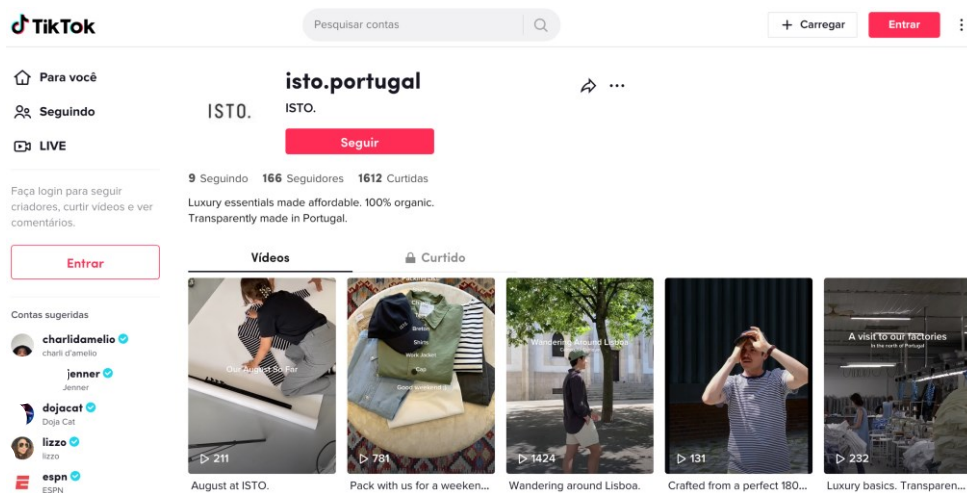 TikTok
Pesquisar contas
+ Carregar
Entrar
Para você
Seguindo
LIVE
Faça login para seguir
criadores, curtir vídeos e ver
comentários.
Entrar
Contas sugeridas
charlidamelio
charli d'amelio
jenner
Jenner
dojacat
Doja Cat
lizzo
lizzo
espn
ESPN
ISTO.
isto.portugal
ISTO.
Seguir
9 Seguindo 166 Seguidores 1612 Curtidas
Luxury essentials made affordable. 100% organic.
Transparently made in Portugal.
Vídeos
Curtido
Our August So Far
211
August at ISTO.
Breton
Shirts
Work Jacket
Cap
Good weekend
781
Pack with us for a weeken...
Wandering Around Lisboa
1424
Wandering around Lisboa.
131
Crafted from a perfect 180...
A visit to our factories
In the north of Portugal
232
Luxury basics. Transparen...